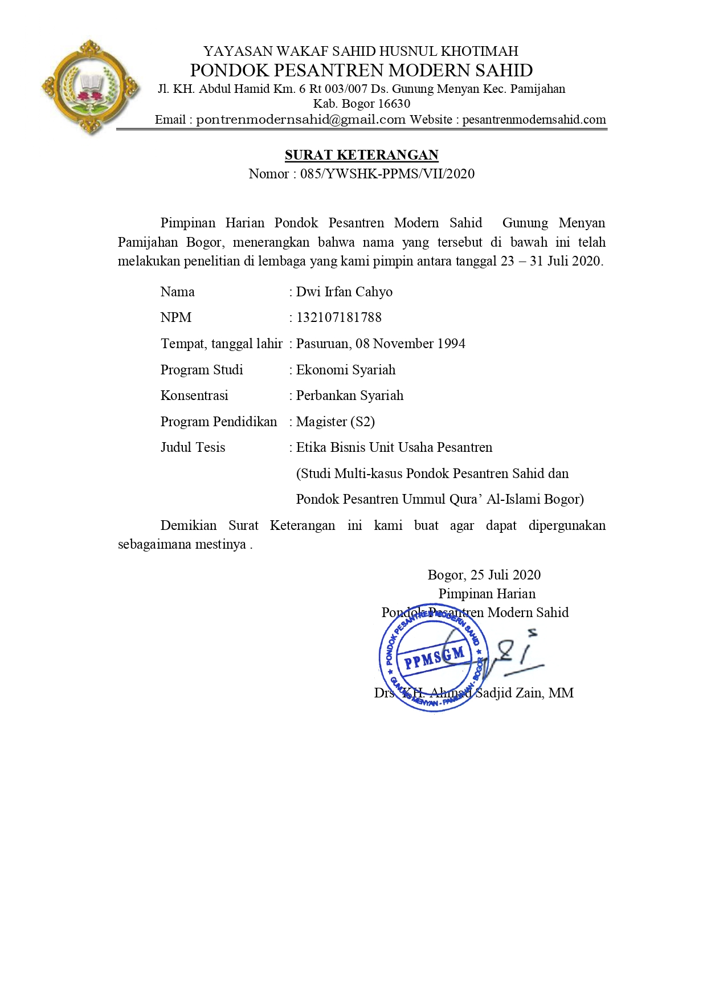 YAYASAN WAKAF SAHID HUSNUL KHOTIMAH
PONDOK PESANTREN MODERN SAHID
Jl. KH. Abdul Hamid Km. 6 Rt 003/007 Ds. Gunung Menyan Kec. Pamijahan
Kab. Bogor 16630
Email : pontrenmodernsahid@gmail.com Website : pesantrenmodernsahid.com
SURAT KETERANGAN
Nomor : 085/YWSHK-PPMS/VII/2020
Pimpinan Harian Pondok Pesantren Modern Sahid Gunung Menyan
Pamijahan Bogor, menerangkan bahwa nama yang tersebut di bawah ini telah
melakukan penelitian di lembaga yang kami pimpin antara tanggal 23 – 31 Juli 2020.
Nama : Dwi Irfan Cahyo
NPM : 132107181788
Tempat, tanggal lahir : Pasuruan, 08 November 1994
Program Studi : Ekonomi Syariah
Konsentrasi : Perbankan Syariah
Program Pendidikan : Magister (S2)
Judul Tesis : Etika Bisnis Unit Usaha Pesantren
(Studi Multi-kasus Pondok Pesantren Sahid dan
Pondok Pesantren Ummul Qura’ Al-Islami Bogor)
Demikian Surat Keterangan ini kami buat agar dapat dipergunakan
sebagaimana mestinya .
Bogor, 25 Juli 2020
Pimpinan Harian
Pondok Pesantren Modern Sahid
PONDOK PESANTREN MODERN SAHID
PPMSGM
GUNUNG MENYAN - PAMIJAHAN - BOGOR
Drs. KH. Ahmad Sadjid Zain, MM